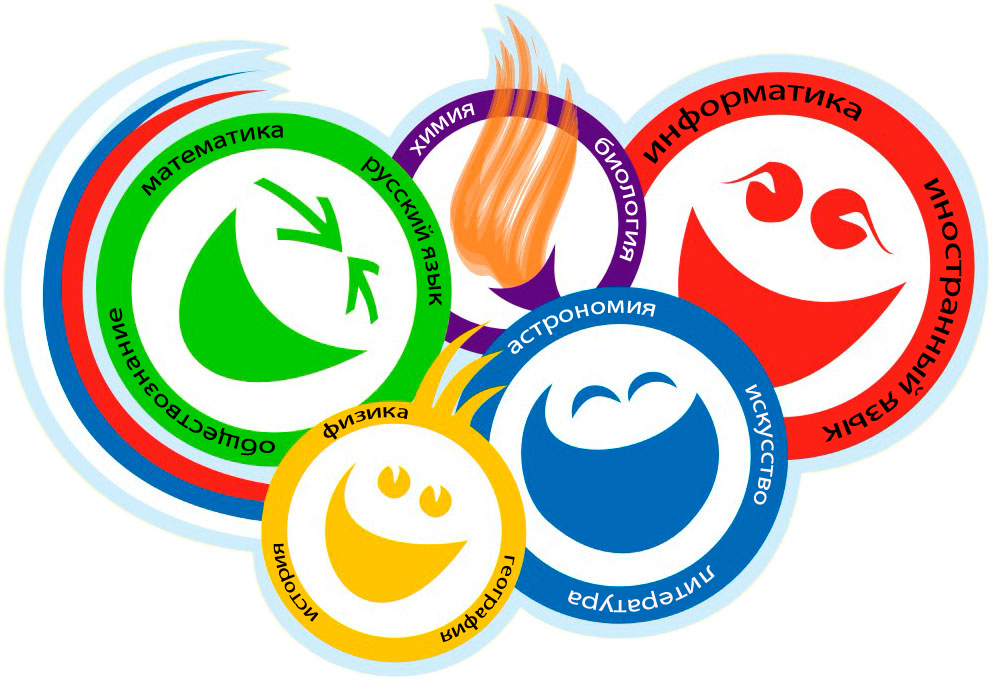 математика
русский язык
обществознание
химия
биология
информатика
иностранный язык
физика
история
география
астрономия
искусство
литература